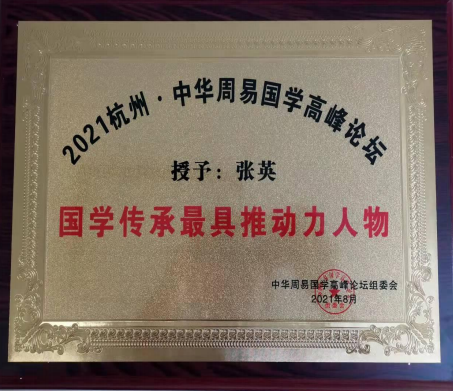 2021杭州·中华周易国学高峰论坛
授予：张英
国学传承最具推动力人物
中华周易国学高峰论坛组委会
2021年8月